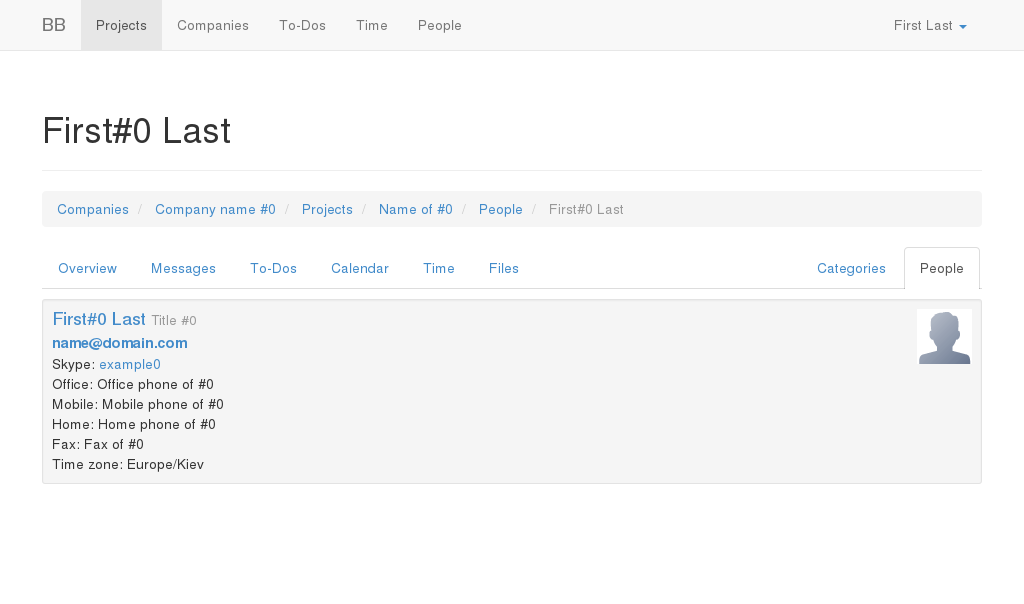 BB Projects Companies To-Dos Time People First Last
First#0 Last
Companies / Company name #0 / Projects / Name of #0 / People / First#0 Last
Overview Messages To-Dos Calendar Time Files Categories People
First#0 Last Title #0
name@domain.com
Skype: example0
Office: Office phone of #0
Mobile: Mobile phone of #0
Home: Home phone of #0
Fax: Fax of #0
Time zone: Europe/Kiev